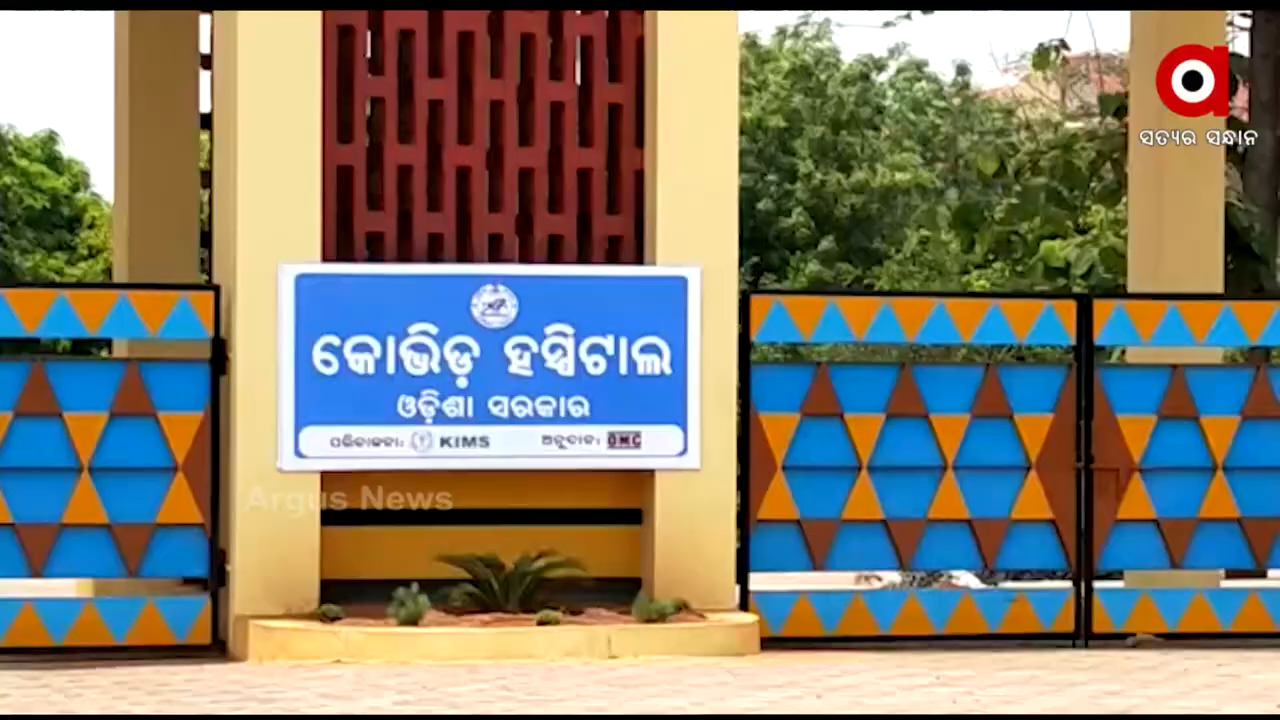 ସତ୍ୟର ସନ୍ଧାନ
କୋଭିଡ଼ ହସ୍ପିଟାଲ
ଓଡ଼ିଶା ସରକାର
ପରିଚାଳନା: KIMS ଅନୁଦାନ: OMC
Argus News